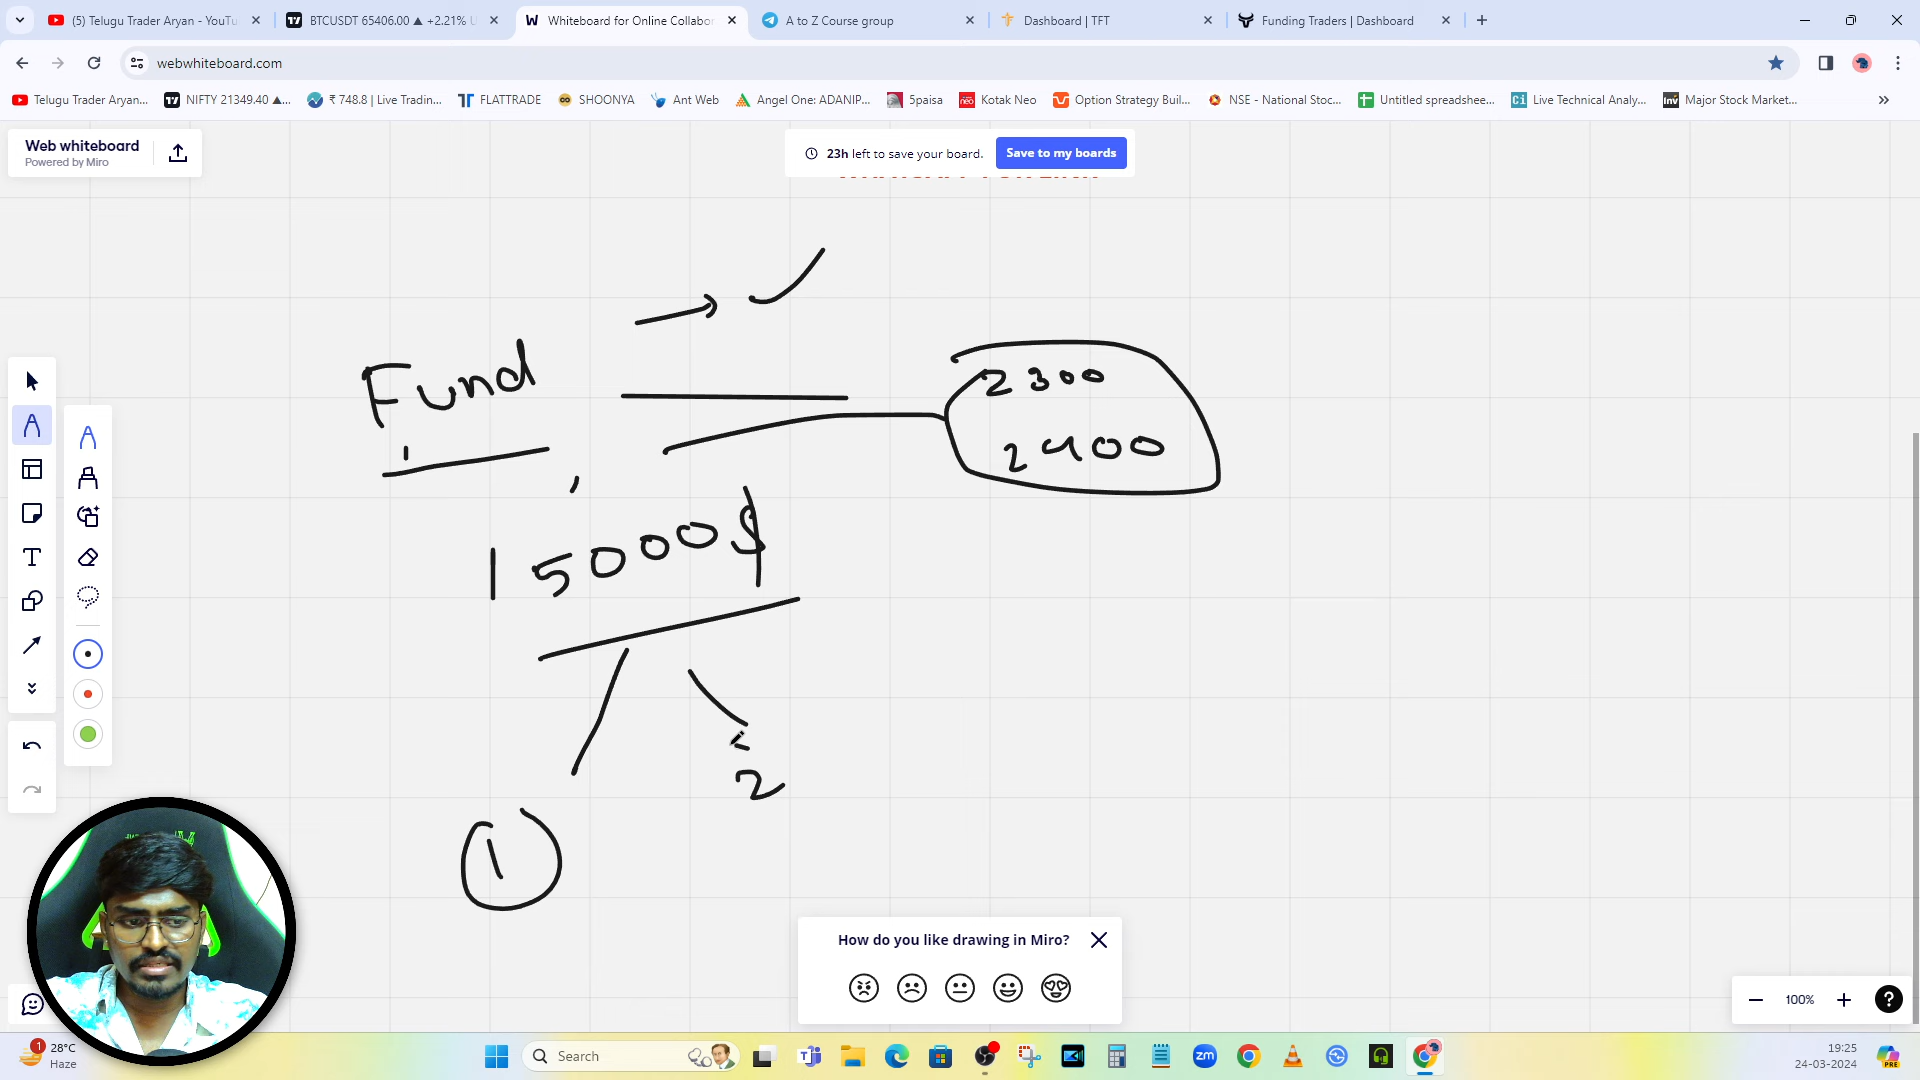 (5) Telugu Trader Aryan - YouTu
BTCUSDT 65406.00 ▲ +2.21% U
Whiteboard for Online Collabor
A to Z Course group
Dashboard | TFT
Funding Traders | Dashboard
webwhiteboard.com
Telugu Trader Aryan...
NIFTY 21349.40 ▲...
₹ 748.8 | Live Tradin...
FLATTRADE
SHOONYA
Ant Web
Angel One: ADANIP...
5paisa
Kotak Neo
Option Strategy Buil...
NSE - National Stoc...
Untitled spreadshee...
Live Technical Analy...
Major Stock Market...
Web whiteboard
Powered by Miro
23h left to save your board.
Save to my boards
Fund
2300
2400
15000$
2
1
How do you like drawing in Miro?
100%
28°C
Haze
Search
19:25
24-03-2024